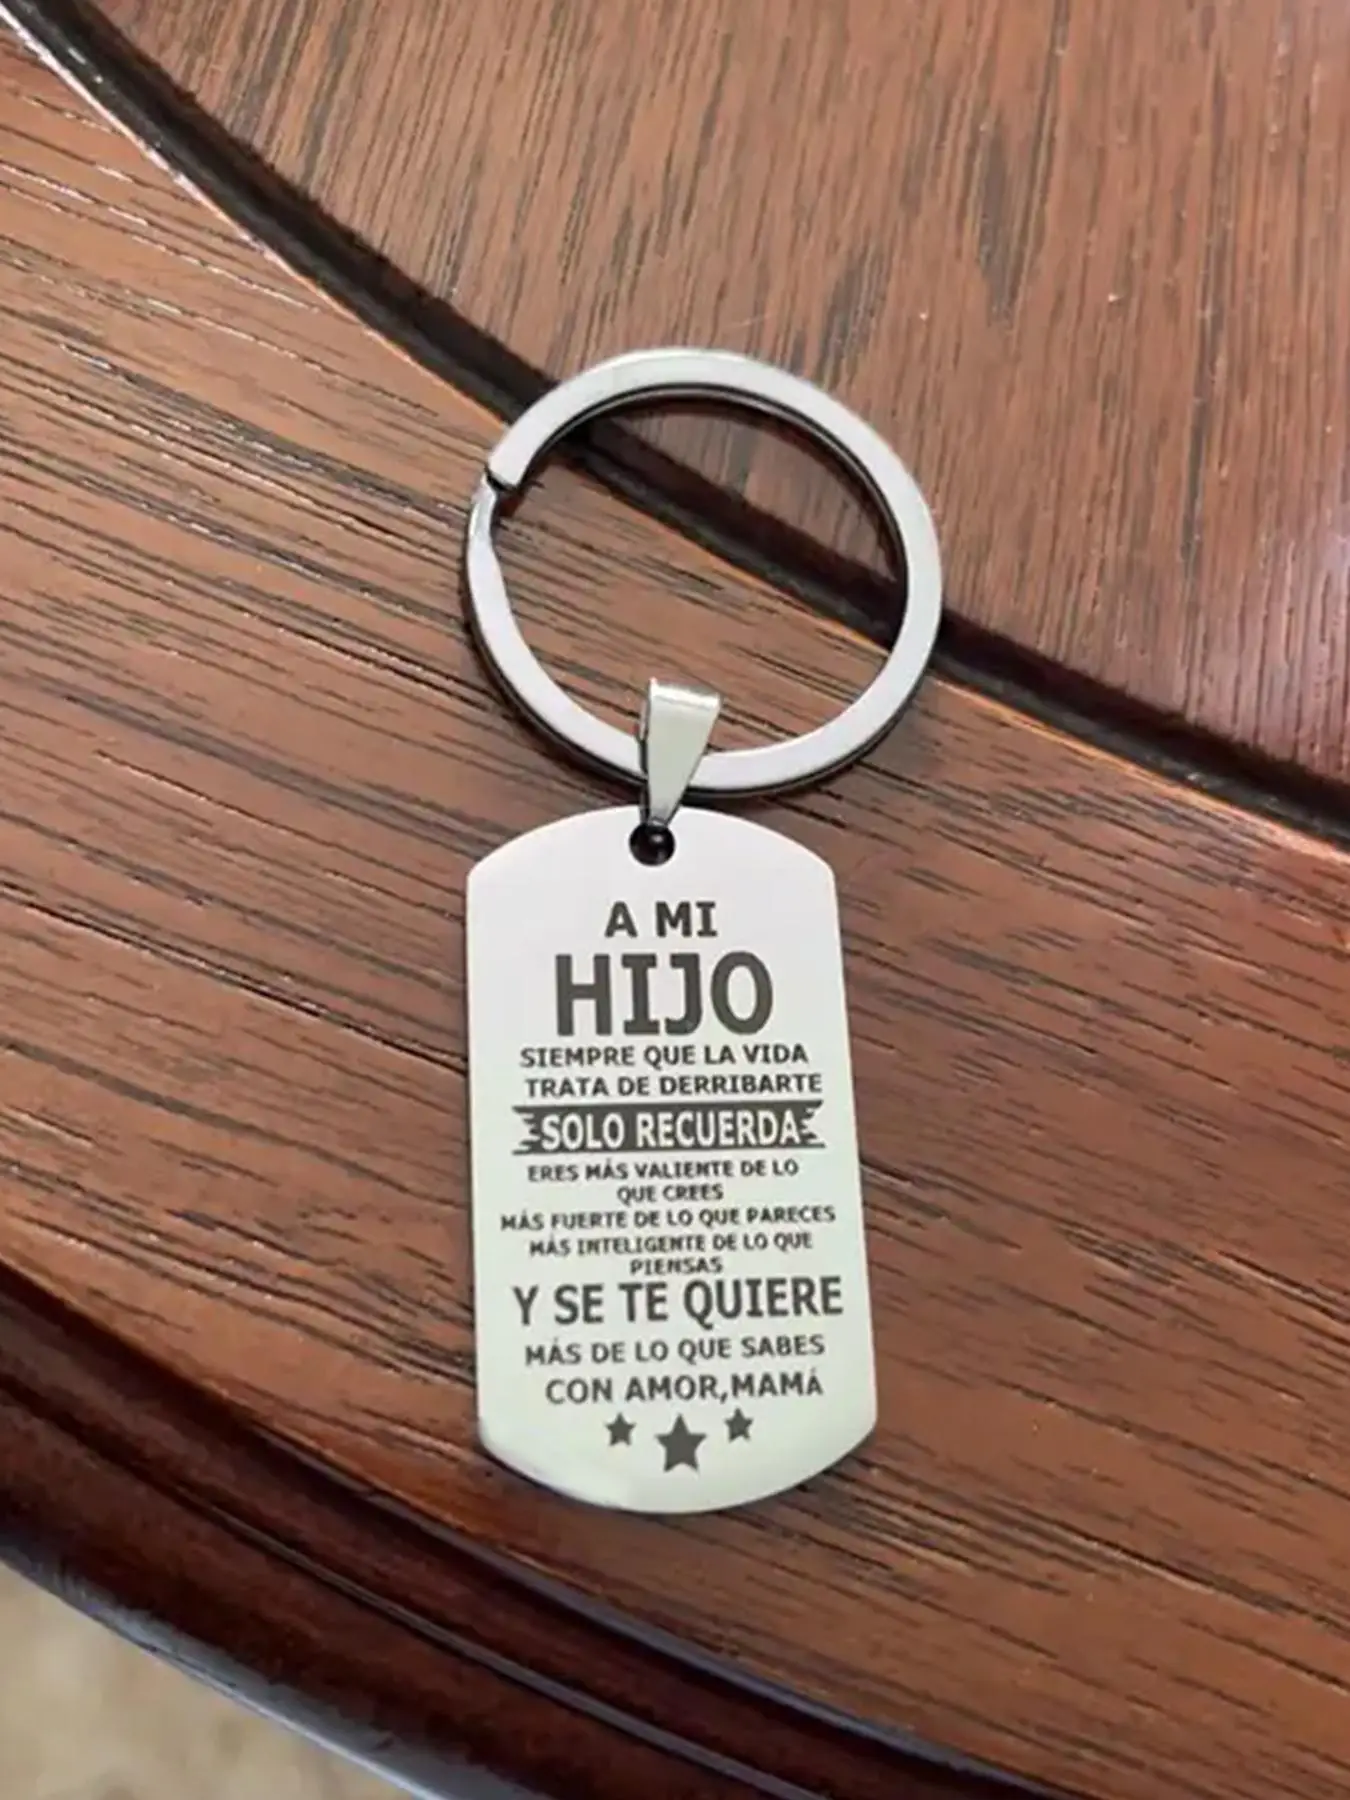 A MI
HIJO
SIEMPRE QUE LA VIDA
TRATA DE DERRIBARTE
SOLO RECUERDA
ERES MÁS VALIENTE DE LO
QUE CREES
MÁS FUERTE DE LO QUE PARECES
MÁS INTELIGENTE DE LO QUE
PIENSAS
Y SE TE QUIERE
MÁS DE LO QUE SABES
CON AMOR,MAMÁ